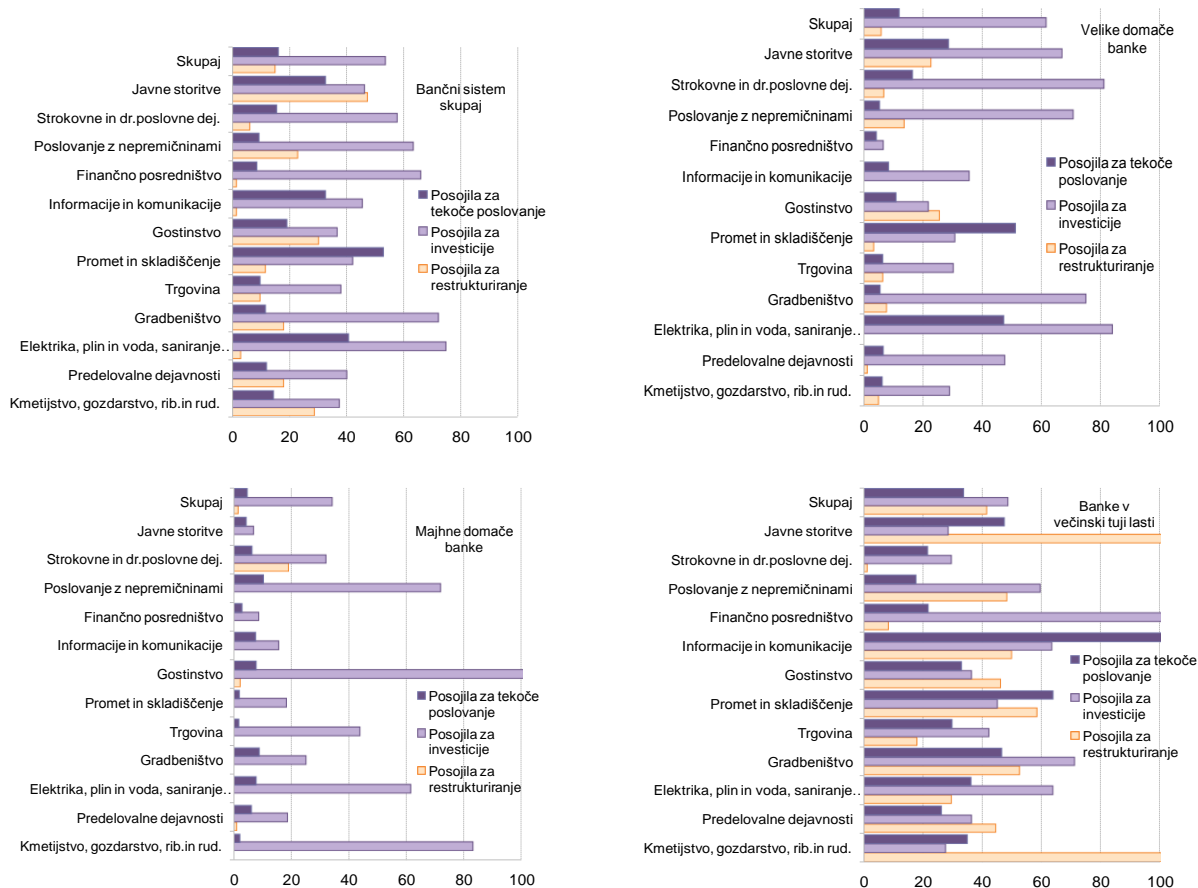 Skupaj
Javne storitve
Strokovne in dr.poslovne dej.
Poslovanje z nepremičninami
Finančno posredništvo
Informacije in komunikacije
Gostinstvo
Promet in skladiščenje
Trgovina
Gradbeništvo
Elektrika, plin in voda, saniranje..
Predelovalne dejavnosti
Kmetijstvo, gozdarstvo, rib.in rud.
0 20 40 60 80 100
Bančni sistem
skupaj
Posojila za
tekoče poslovanje
Posojila za
investicije
Posojila za
restrukturiranje
Skupaj
Javne storitve
Strokovne in dr.poslovne dej.
Poslovanje z nepremičninami
Finančno posredništvo
Informacije in komunikacije
Gostinstvo
Promet in skladiščenje
Trgovina
Gradbeništvo
Elektrika, plin in voda, saniranje..
Predelovalne dejavnosti
Kmetijstvo, gozdarstvo, rib.in rud.
0 20 40 60 80 100
Velike domače
banke
Posojila za tekoče
poslovanje
Posojila za
investicije
Posojila za
restrukturiranje
Skupaj
Javne storitve
Strokovne in dr.poslovne dej.
Poslovanje z nepremičninami
Finančno posredništvo
Informacije in komunikacije
Gostinstvo
Promet in skladiščenje
Trgovina
Gradbeništvo
Elektrika, plin in voda, saniranje..
Predelovalne dejavnosti
Kmetijstvo, gozdarstvo, rib.in rud.
0 20 40 60 80 100
Majhne domače
banke
Posojila za tekoče
poslovanje
Posojila za
investicije
Posojila za
restrukturiranje
Skupaj
Javne storitve
Strokovne in dr.poslovne dej.
Poslovanje z nepremičninami
Finančno posredništvo
Informacije in komunikacije
Gostinstvo
Promet in skladiščenje
Trgovina
Gradbeništvo
Elektrika, plin in voda, saniranje..
Predelovalne dejavnosti
Kmetijstvo, gozdarstvo, rib.in rud.
0 20 40 60 80 100
Banke v
večinski tuji lasti
Posojila za tekoče
poslovanje
Posojila za
investicije
Posojila za
restrukturiranje